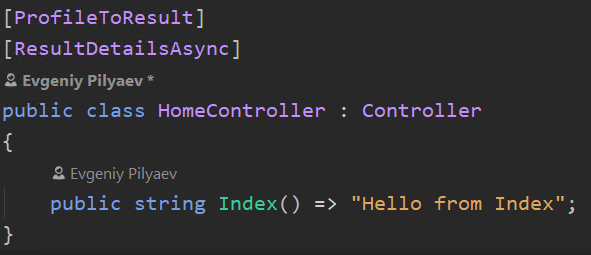 [ProfileToResult]
[ResultDetailsAsync]
Evgeniy Pilyaev *
public class HomeController : Controller
{
Evgeniy Pilyaev
public string Index() => "Hello from Index";
}